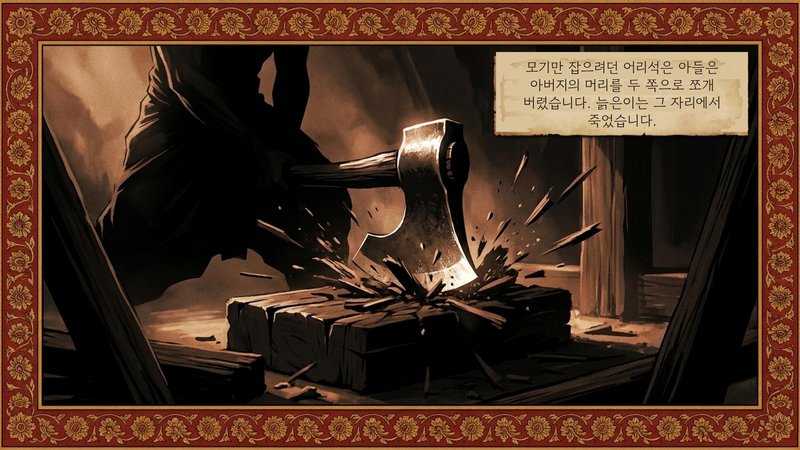 모기만 잡으려던 어리석은 아들은
아버지의 머리를 두 쪽으로 쪼개
버렸습니다. 늙은이는 그 자리에서
죽었습니다.